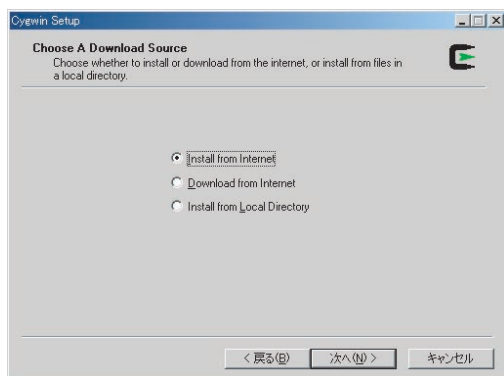 Cygwin Setup
Choose A Download Source
Choose whether to install or download from the internet, or install from files in
a local directory.
Install from Internet
Download from Internet
Install from Local Directory
< 戻る(B) 次へ(N) > キャンセル